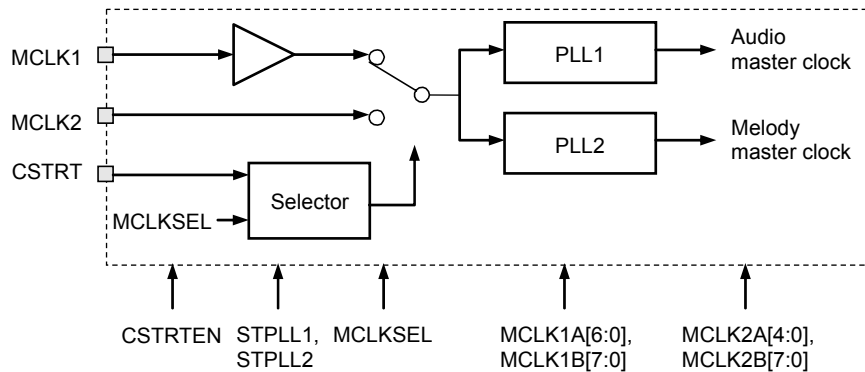 MCLK1
PLL1
Audio
master clock
MCLK2
PLL2
Melody
master clock
CSTRT
Selector
MCLKSEL
CSTRTEN
STPLL1,
STPLL2
MCLKSEL
MCLK1A[6:0],
MCLK1B[7:0]
MCLK2A[4:0],
MCLK2B[7:0]